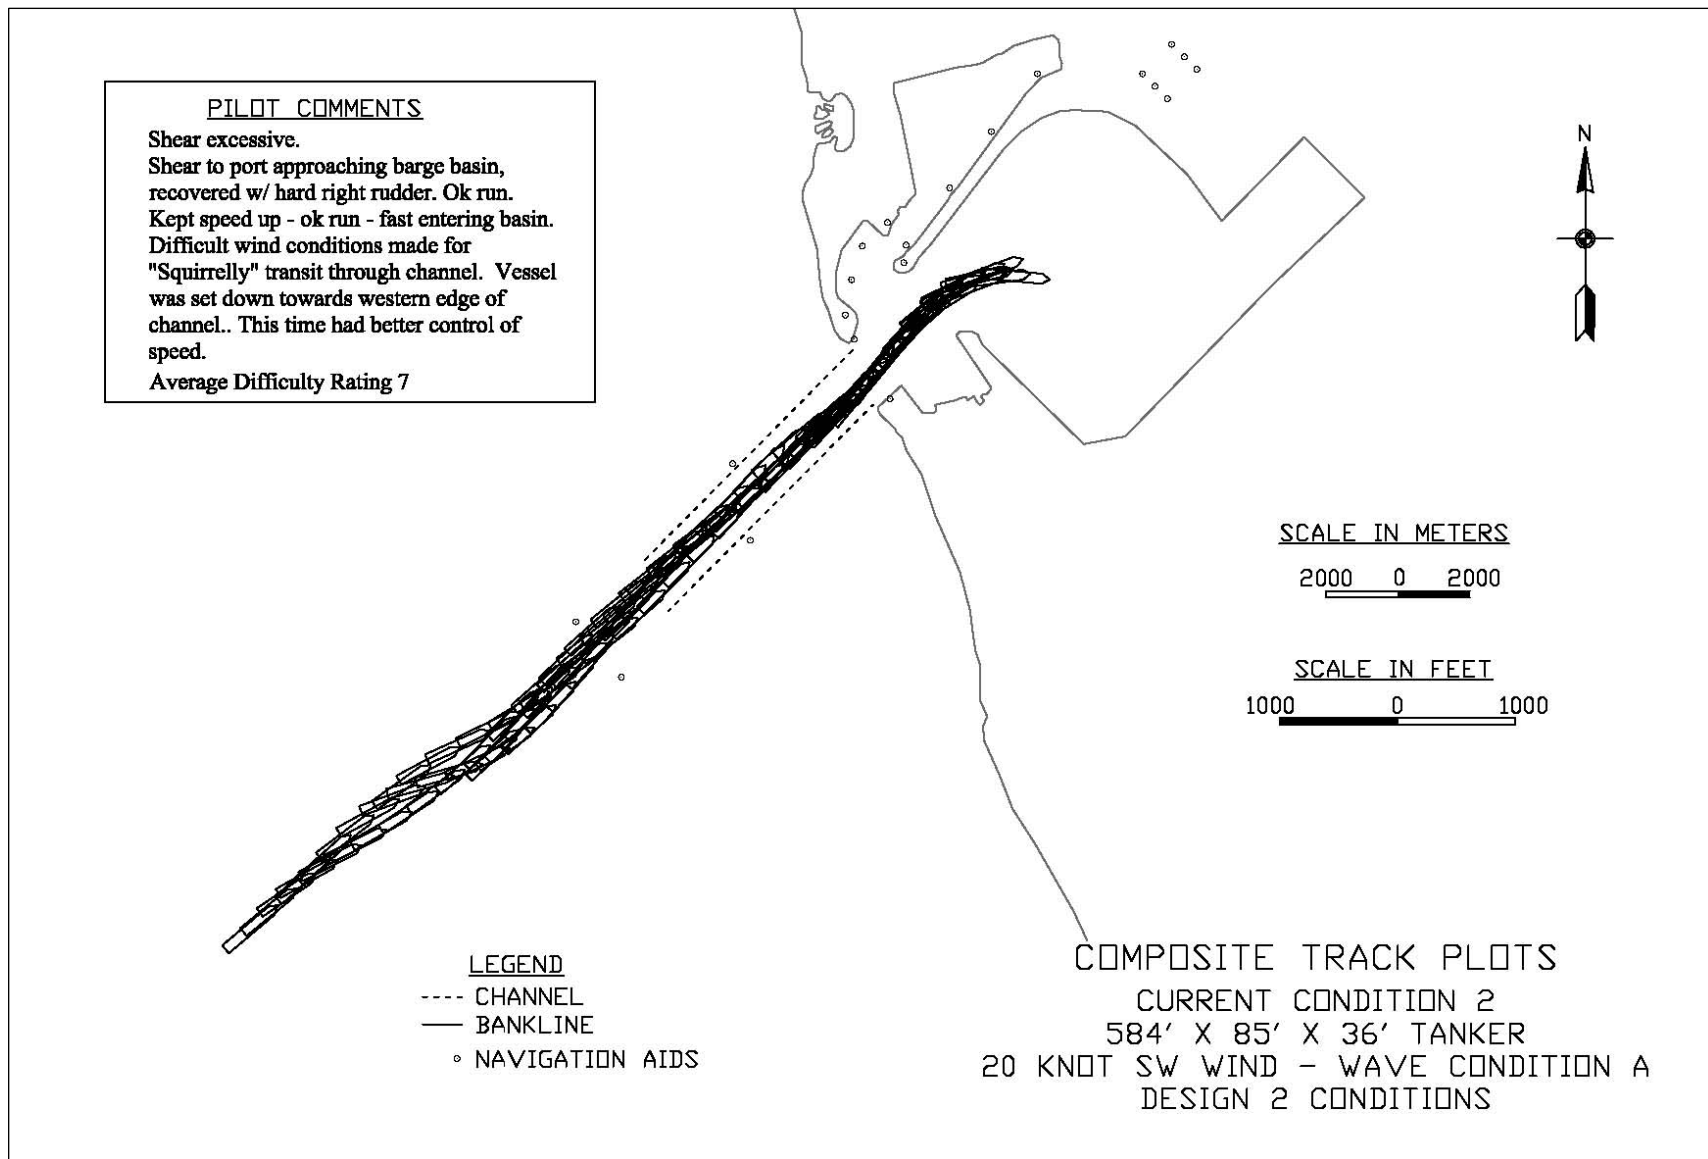 PILOT COMMENTS
Shear excessive.
Shear to port approaching barge basin,
recovered w/ hard right rudder. Ok run.
Kept speed up - ok run - fast entering basin.
Difficult wind conditions made for
"Squirrelly" transit through channel. Vessel
was set down towards western edge of
channel.. This time had better control of
speed.
Average Difficulty Rating 7
N
SCALE IN METERS
2000 0 2000
SCALE IN FEET
1000 0 1000
LEGEND
CHANNEL
BANKLINE
NAVIGATION AIDS
COMPOSITE TRACK PLOTS
CURRENT CONDITION 2
584' X 85' X 36' TANKER
20 KNOT SW WIND - WAVE CONDITION A
DESIGN 2 CONDITIONS